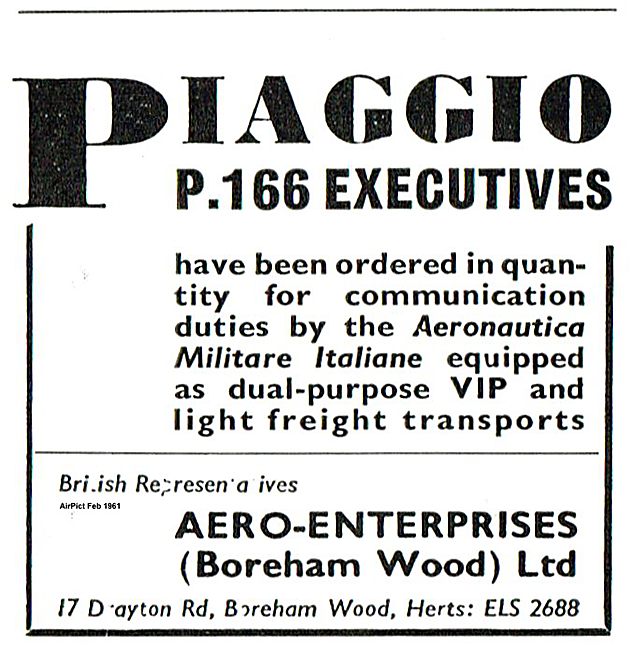 PIAGGIO
P.166 EXECUTIVES
have been ordered in quan-
tity for communication
duties by the Aeronautica
Militare Italiane equipped
as dual-purpose VIP and
light freight transports
British Representatives
AirPict Feb 1961
AERO-ENTERPRISES
(Boreham Wood) Ltd
17 Drayton Rd, Boreham Wood, Herts: ELS 2688